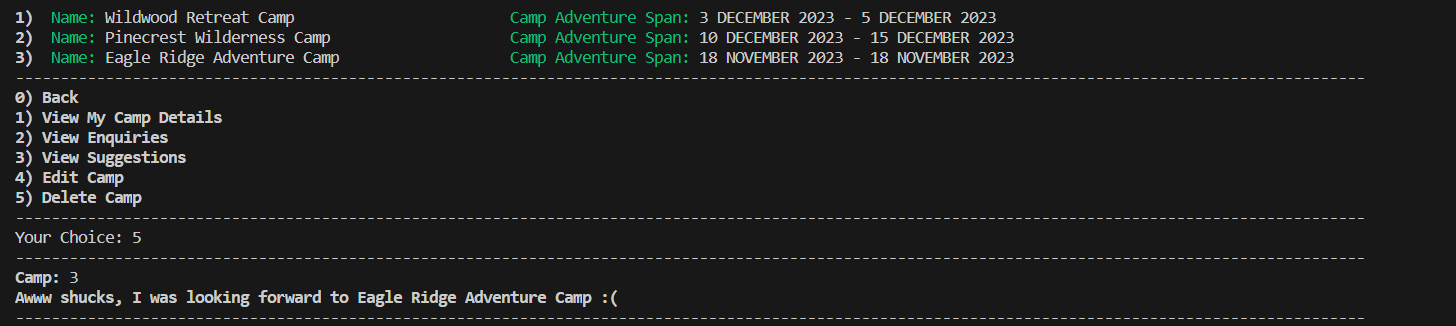 1) Name: Wildwood Retreat Camp Camp Adventure Span: 3 DECEMBER 2023 - 5 DECEMBER 2023
2) Name: Pinecrest Wilderness Camp Camp Adventure Span: 10 DECEMBER 2023 - 15 DECEMBER 2023
3) Name: Eagle Ridge Adventure Camp Camp Adventure Span: 18 NOVEMBER 2023 - 18 NOVEMBER 2023
------------------------------------------------------------------------------------------------------------------------------------------------------
0) Back
1) View My Camp Details
2) View Enquiries
3) View Suggestions
4) Edit Camp
5) Delete Camp
------------------------------------------------------------------------------------------------------------------------------------------------------
Your Choice: 5
------------------------------------------------------------------------------------------------------------------------------------------------------
Camp: 3
Awww shucks, I was looking forward to Eagle Ridge Adventure Camp :(
------------------------------------------------------------------------------------------------------------------------------------------------------